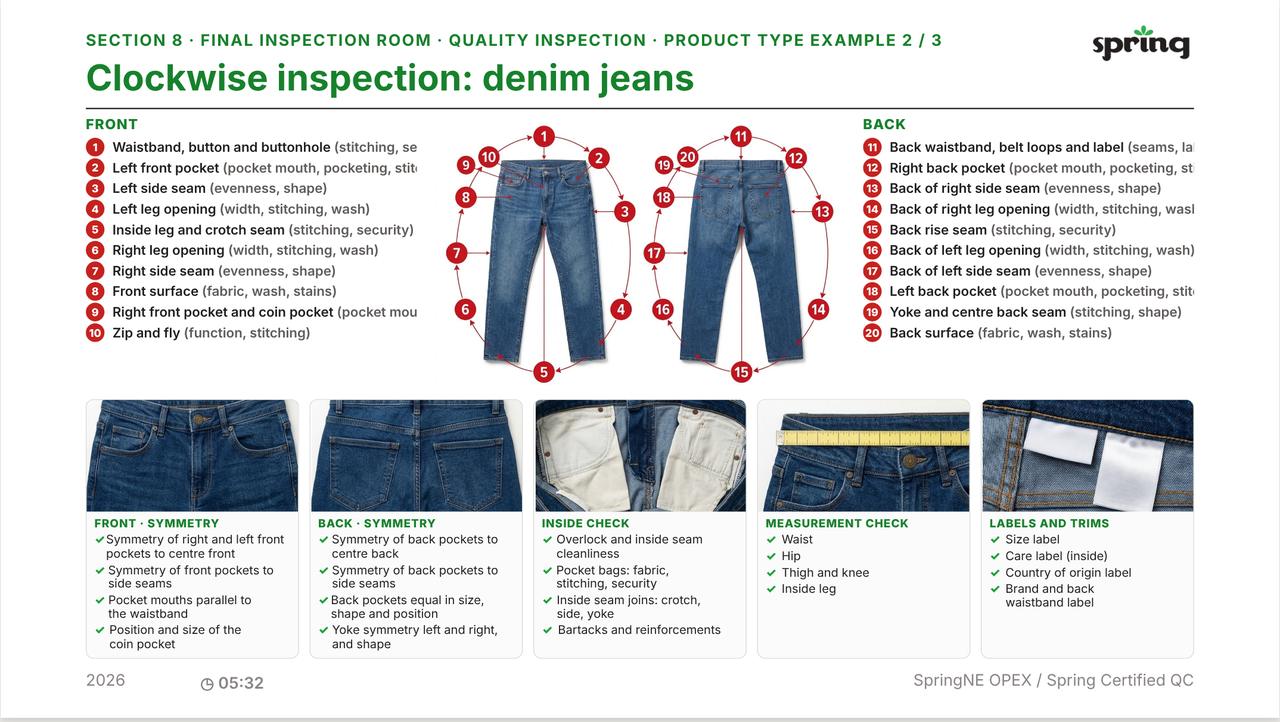 SECTION 8 · FINAL INSPECTION ROOM · QUALITY INSPECTION · PRODUCT TYPE EXAMPLE 2 / 3
spring
Clockwise inspection: denim jeans
FRONT
1 Waistband, button and buttonhole (stitching, se
2 Left front pocket (pocket mouth, pocketing, stitc
3 Left side seam (evenness, shape)
4 Left leg opening (width, stitching, wash)
5 Inside leg and crotch seam (stitching, security)
6 Right leg opening (width, stitching, wash)
7 Right side seam (evenness, shape)
8 Front surface (fabric, wash, stains)
9 Right front pocket and coin pocket (pocket mou
10 Zip and fly (function, stitching)
1
2
3
4
5
6
7
8
9
10
11
12
13
14
15
16
17
18
19
20
BACK
11 Back waistband, belt loops and label (seams, la
12 Right back pocket (pocket mouth, pocketing, st
13 Back of right side seam (evenness, shape)
14 Back of right leg opening (width, stitching, wash
15 Back rise seam (stitching, security)
16 Back of left leg opening (width, stitching, wash)
17 Back of left side seam (evenness, shape)
18 Left back pocket (pocket mouth, pocketing, stitc
19 Yoke and centre back seam (stitching, shape)
20 Back surface (fabric, wash, stains)
FRONT · SYMMETRY
✓ Symmetry of right and left front
pockets to centre front
✓ Symmetry of front pockets to
side seams
✓ Pocket mouths parallel to
the waistband
✓ Position and size of the
coin pocket
BACK · SYMMETRY
✓ Symmetry of back pockets to
centre back
✓ Symmetry of back pockets to
side seams
✓ Back pockets equal in size,
shape and position
✓ Yoke symmetry left and right,
and shape
INSIDE CHECK
✓ Overlock and inside seam
cleanliness
✓ Pocket bags: fabric,
stitching, security
✓ Inside seam joins: crotch,
side, yoke
✓ Bartacks and reinforcements
MEASUREMENT CHECK
✓ Waist
✓ Hip
✓ Thigh and knee
✓ Inside leg
LABELS AND TRIMS
✓ Size label
✓ Care label (inside)
✓ Country of origin label
✓ Brand and back
waistband label
2026
05:32
SpringNE OPEX / Spring Certified QC